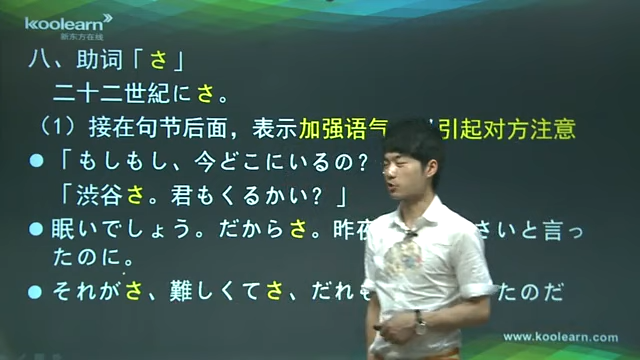 koolearn
新东方在线
八、助词「さ」
二十二世紀にさ。
（1）接在句节后面，表示加强语气 引起对方注意
「もしもし、今どこにいるの？
「渋谷さ。君もくるかい？」
眠いでしょう。だからさ。昨夜 さいと言っ
たのに。
それがさ、難しくてさ、だれも たのだ
www.koolearn.com